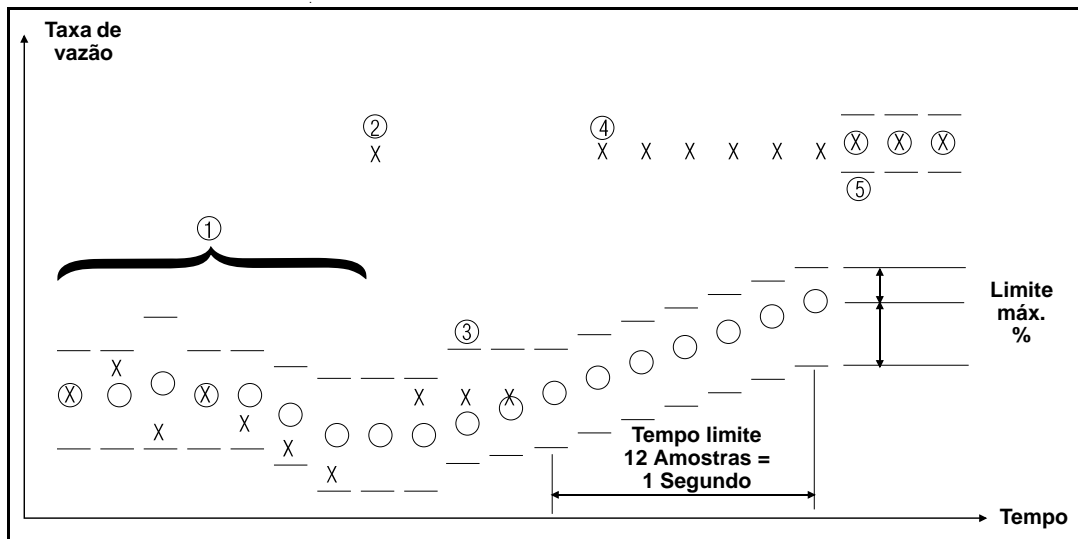 Taxa de
vazão
2
X
4
X X X X X X X X X
5
1
Limite
máx.
%
3
X X X X X X
X X X X X
Tempo limite
12 Amostras =
1 Segundo
Tempo